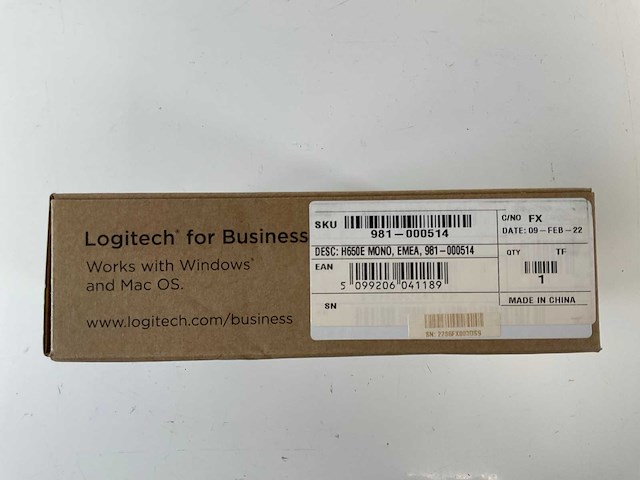 Logitech® for Business
Works with Windows®
and Mac OS.
www.logitech.com/business
SKU
981-000514
C/NO FX
DATE: 09-FEB-22
DESC: H650E MONO, EMEA, 981-000514
EAN
5 099206 041189
QTY TF
1
SN
MADE IN CHINA